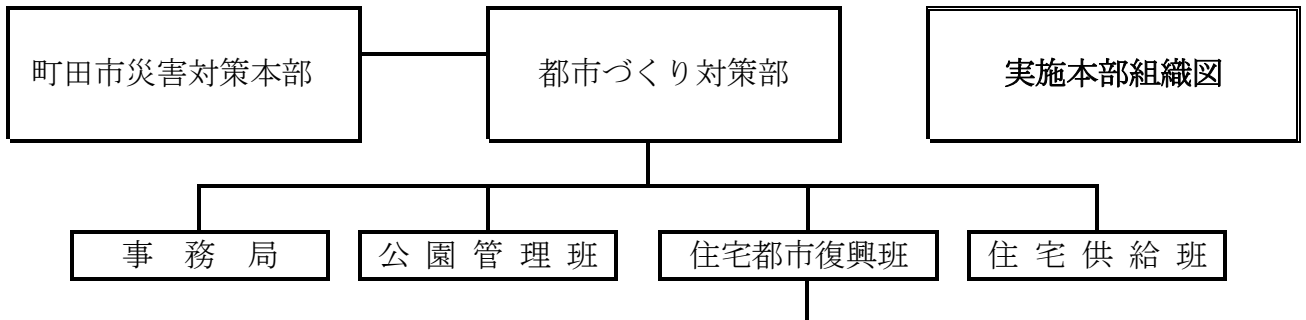 町田市災害対策本部
都市づくり対策部
実施本部組織図
事務局
公園管理班
住宅都市復興班
住宅供給班